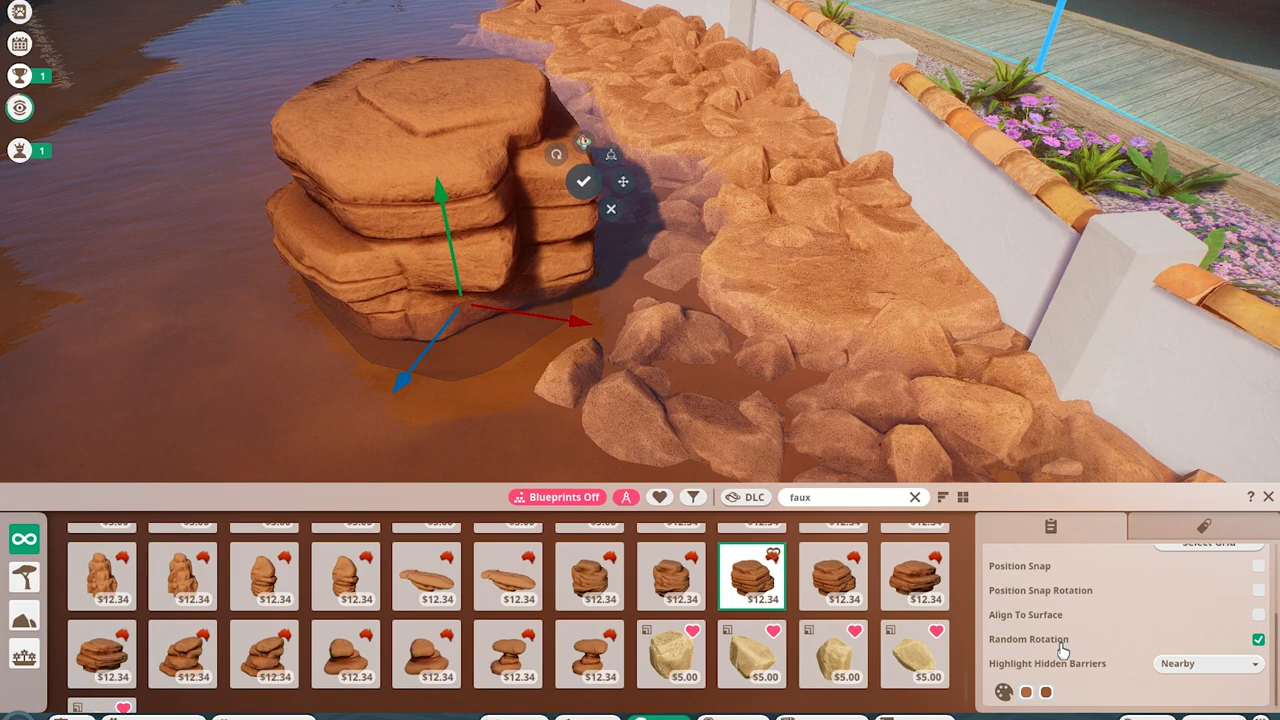 1
1
Blueprints Off
DLC
faux
?
$12.34 $12.34 $12.34 $12.34 $12.34 $12.34 $12.34 $12.34 $12.34 $12.34 $12.34
$12.34 $12.34 $12.34 $12.34 $12.34 $12.34 $12.34 $5.00 $5.00 $5.00 $5.00
Select Grid
Position Snap
Position Snap Rotation
Align To Surface
Random Rotation
Highlight Hidden Barriers Nearby